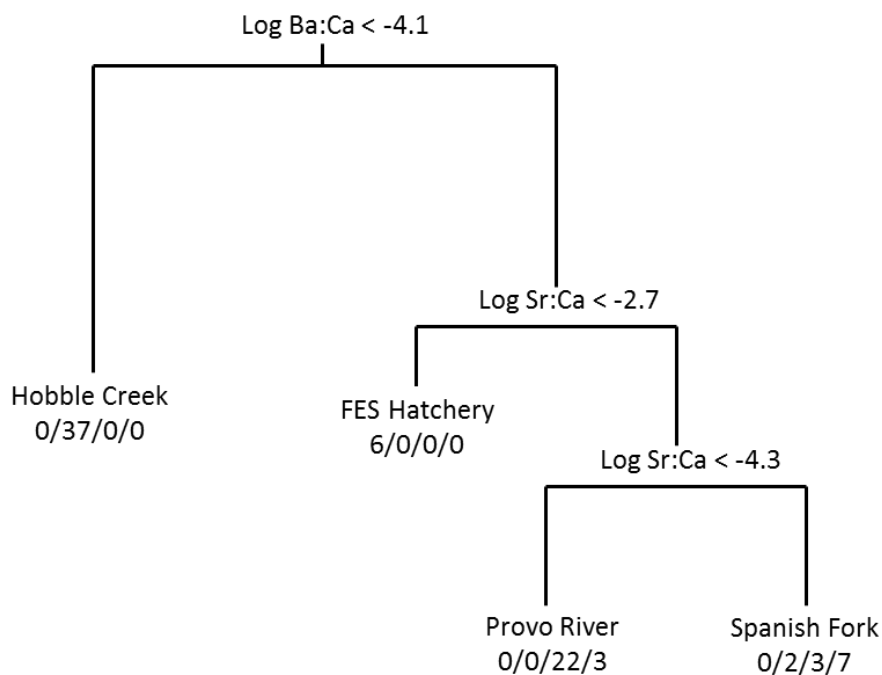 Log Ba:Ca < -4.1
Log Sr:Ca < -2.7
Hobble Creek
0/37/0/0
FES Hatchery
6/0/0/0
Log Sr:Ca < -4.3
Provo River
0/0/22/3
Spanish Fork
0/2/3/7